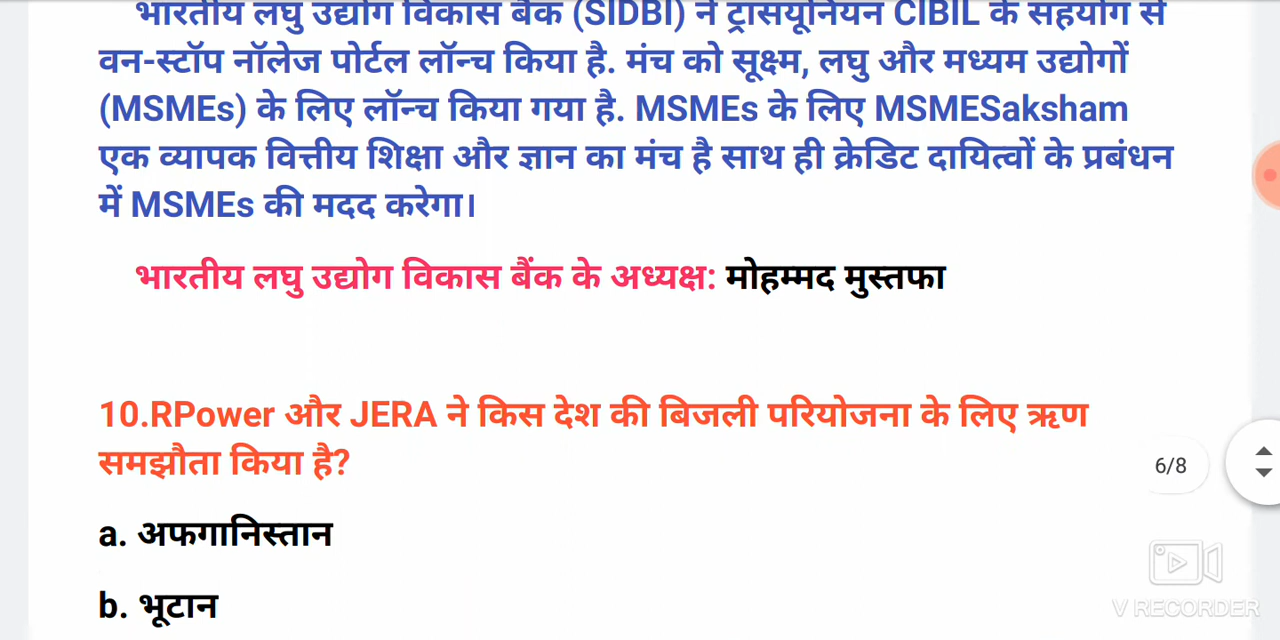 भारतीय लघु उद्योग विकास बैंक (SIDBI) ने ट्रांसयूनियन CIBIL के सहयोग से
वन-स्टॉप नॉलेज पोर्टल लॉन्च किया है. मंच को सूक्ष्म, लघु और मध्यम उद्योगों
(MSMEs) के लिए लॉन्च किया गया है. MSMEs के लिए MSMESaksham
एक व्यापक वित्तीय शिक्षा और ज्ञान का मंच है साथ ही क्रेडिट दायित्वों के प्रबंधन
में MSMEs की मदद करेगा।
भारतीय लघु उद्योग विकास बैंक के अध्यक्ष: मोहम्मद मुस्तफा
10.RPower और JERA ने किस देश की बिजली परियोजना के लिए ऋण
समझौता किया है?
6/8
a. अफगानिस्तान
b. भूटान
V RECORDER